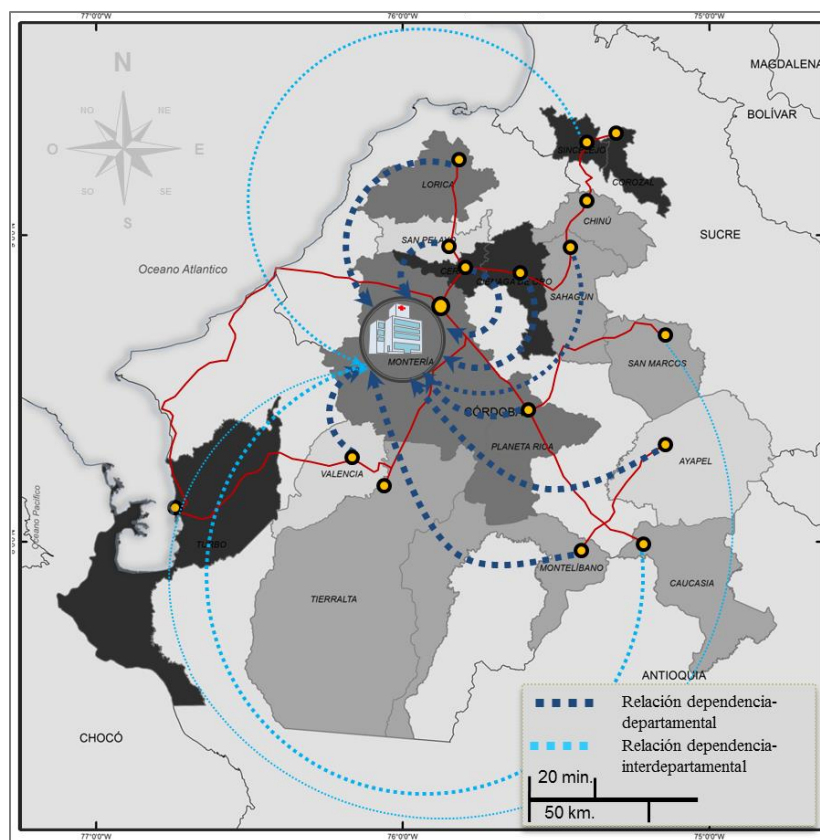 77°0'0"W 76°0'0"W 75°0'0"W
MAGDALENA
BOLÍVAR
N
NO NE
O E
SO SE
S
SINCELEJO
COROZAL
LORICA
CHINÚ
SUCRE
SAN PELAYO
Oceano Atlantico
CIENAGA DE ORO
SAHAGÚN
MONTERÍA
SAN MARCOS
CÓRDOBA
PLANETA RICA
AYAPEL
VALENCIA
Oceano Pacifico
TURBO
MONTELÍBANO
CAUCASIA
TIERRALTA
ANTIOQUIA
CHOCÓ
Relación dependencia-
departamental
Relación dependencia-
interdepartamental
20 min.
50 km.
77°0'0"W 76°0'0"W 75°0'0"W